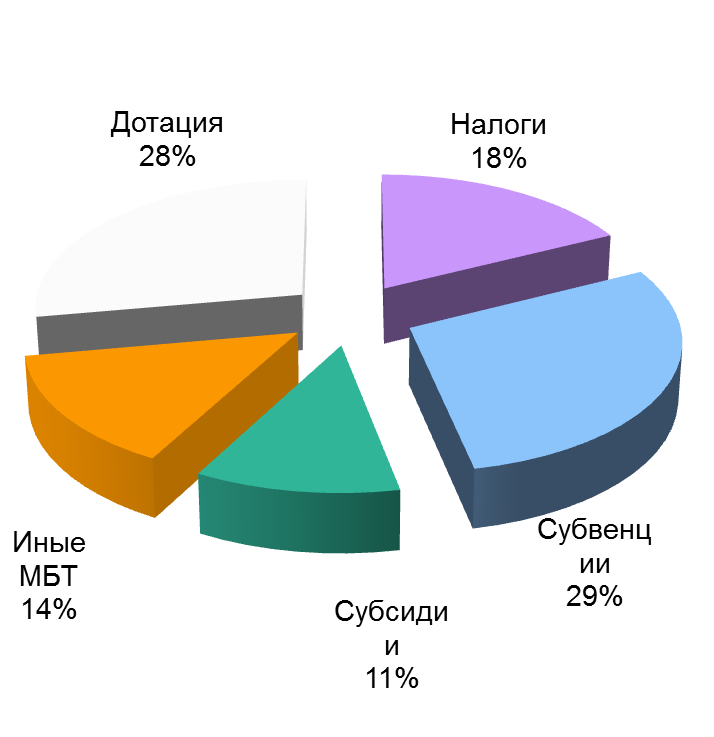 Дотация
28%
Налоги
18%
Субвенц
ии
29%
Субсиди
и
11%
Иные
МБТ
14%